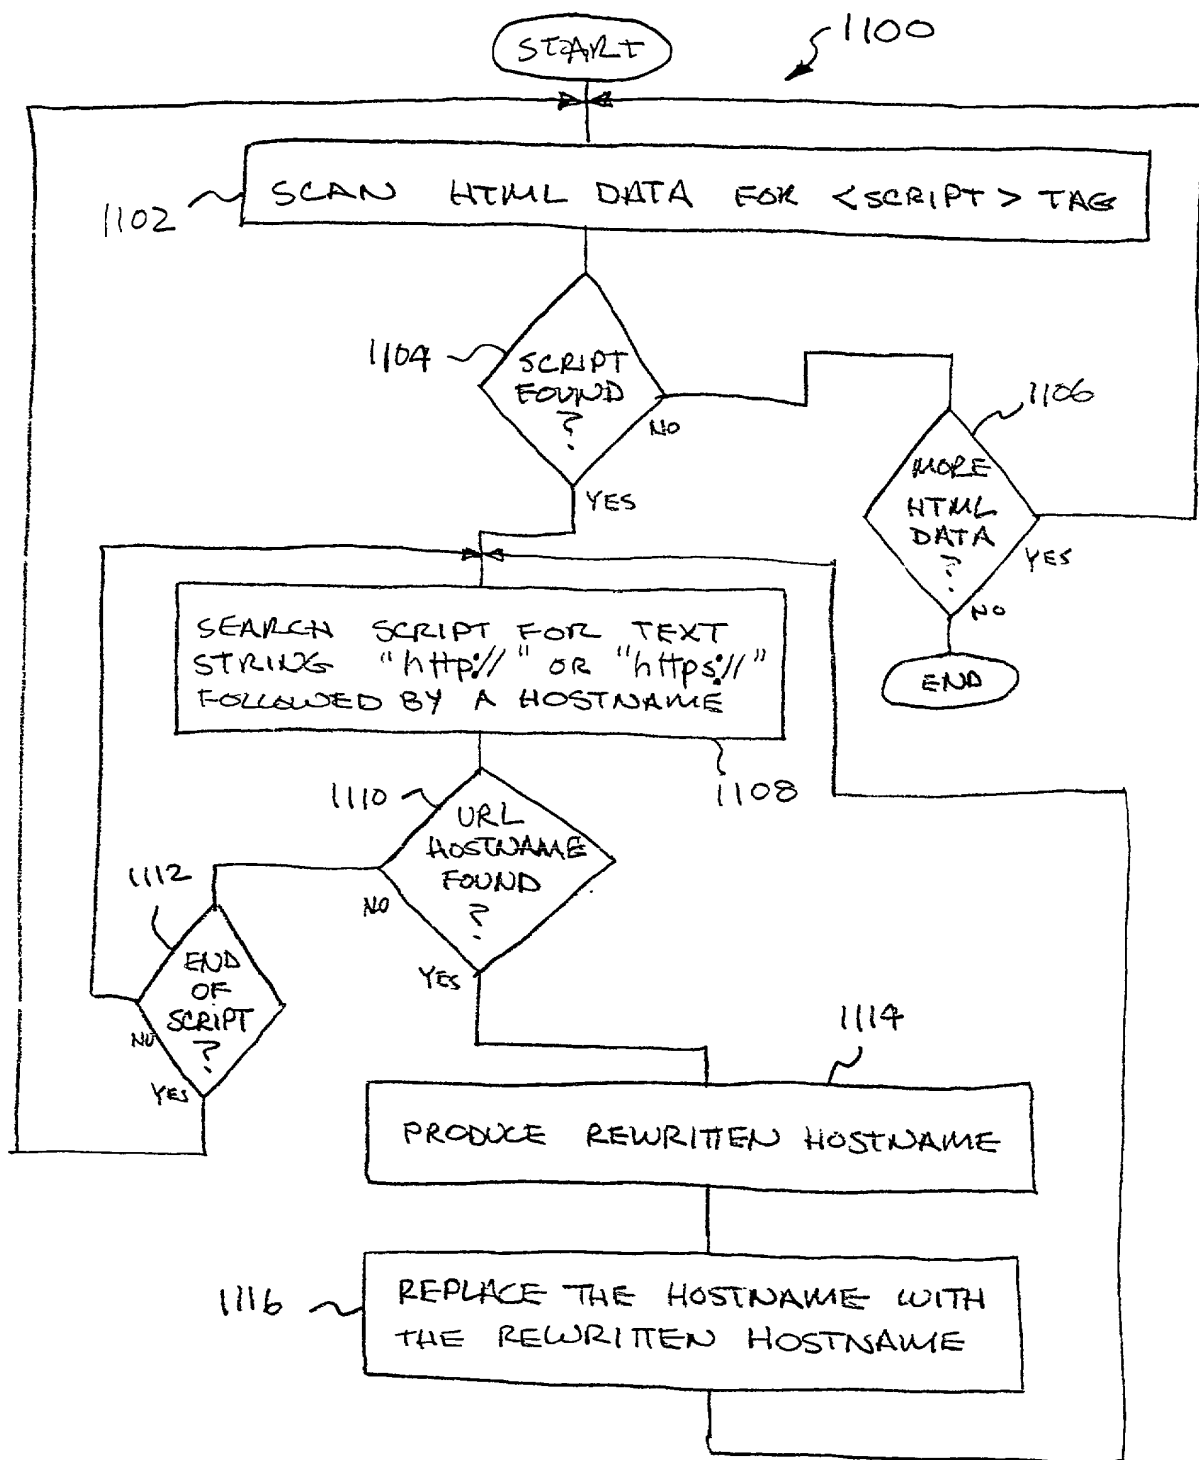 START
1100
SCAN HTML DATA FOR <SCRIPT> TAG
1102
1104
SCRIPT
FOUND
?
NO
YES
1106
MORE
HTML
DATA
?
YES
NO
END
SEARCH SCRIPT FOR TEXT
STRING "http://" OR "https://"
FOLLOWED BY A HOSTNAME
1108
1110
URL
HOSTNAME
FOUND
?
NO
YES
1112
END
OF
SCRIPT
?
NO
YES
1114
PRODUCE REWRITTEN HOSTNAME
1116
REPLACE THE HOSTNAME WITH
THE REWRITTEN HOSTNAME